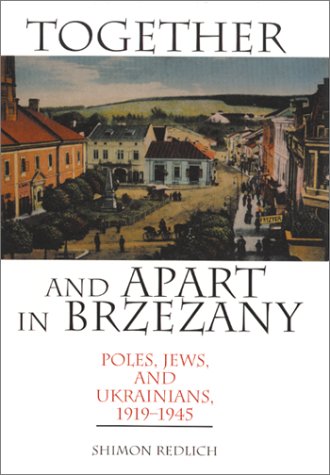 TOGETHER
AND APART
IN BRZEZANY
POLES, JEWS,
AND
UKRAINIANS,
1919–1945
SHIMON REDLICH